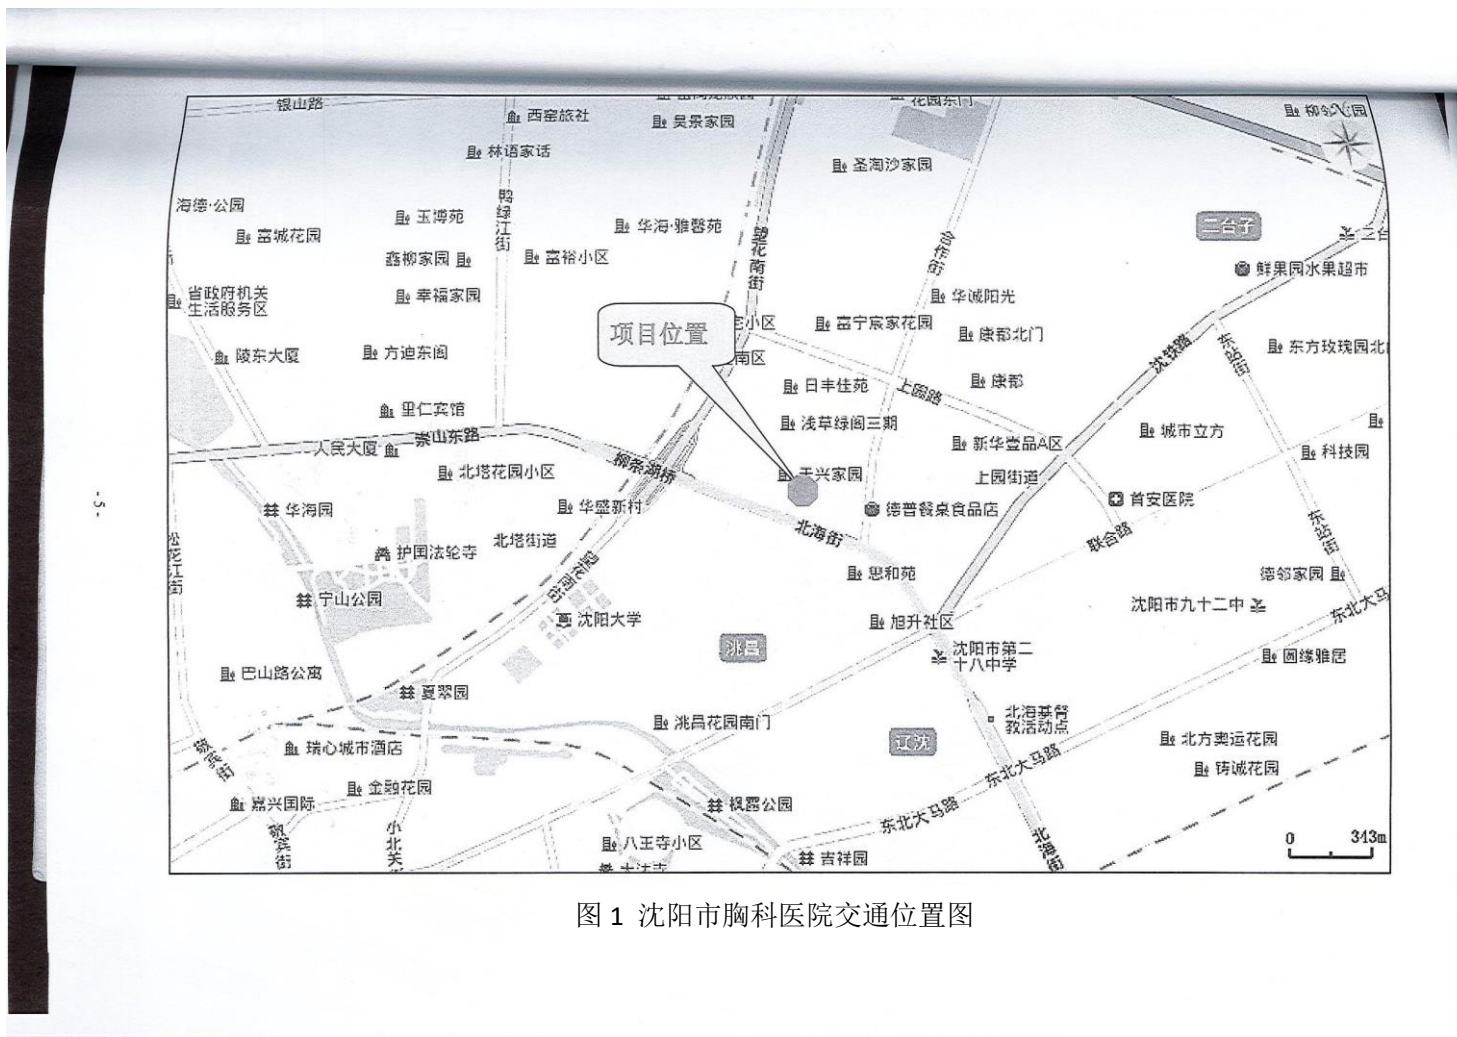 银山路
西窑旅社
昊景家园
花园东门
林语家话
圣淘沙家园
海德·公园
玉博苑
富城花园
鸭绿江街
华海·雅馨苑
望花南街
合作街
二台子
鑫柳家园
富裕小区
鲜果园水果超市
省政府机关
生活服务区
幸福家园
华诚阳光
项目位置
小区
富宁宸家花园
康都北门
沈铁路
东站街
东方玫瑰园北
陵东大厦
方迪东阁
南区
日丰佳苑
上园路
康都
里仁宾馆
浅草绿阁三期
人民大厦
崇山东路
新华壹品A区
城市立方
科技园
北塔花园小区
柳条湖桥
天兴家园
上园街道
华海园
华盛新村
德普餐桌食品店
首安医院
- 5 -
北海街
联合路
东站街
松花江街
护国法轮寺
北塔街道
望花南街
思和苑
德邻家园
宁山公园
沈阳大学
旭升社区
沈阳市九十二中
东北大马
洮昌
沈阳市第二
十八中学
圆缘雅居
巴山路公寓
夏翠园
洮昌花园南门
北海基督
教活动点
辽沈
北方奥运花园
敬宾街
瑞心城市酒店
东北大马路
铸诚花园
金融花园
嘉兴国际
枫露公园
东北大马路
敬宾街
小北关
八王寺小区
吉祥园
北海街
0 343m
图 1 沈阳市胸科医院交通位置图